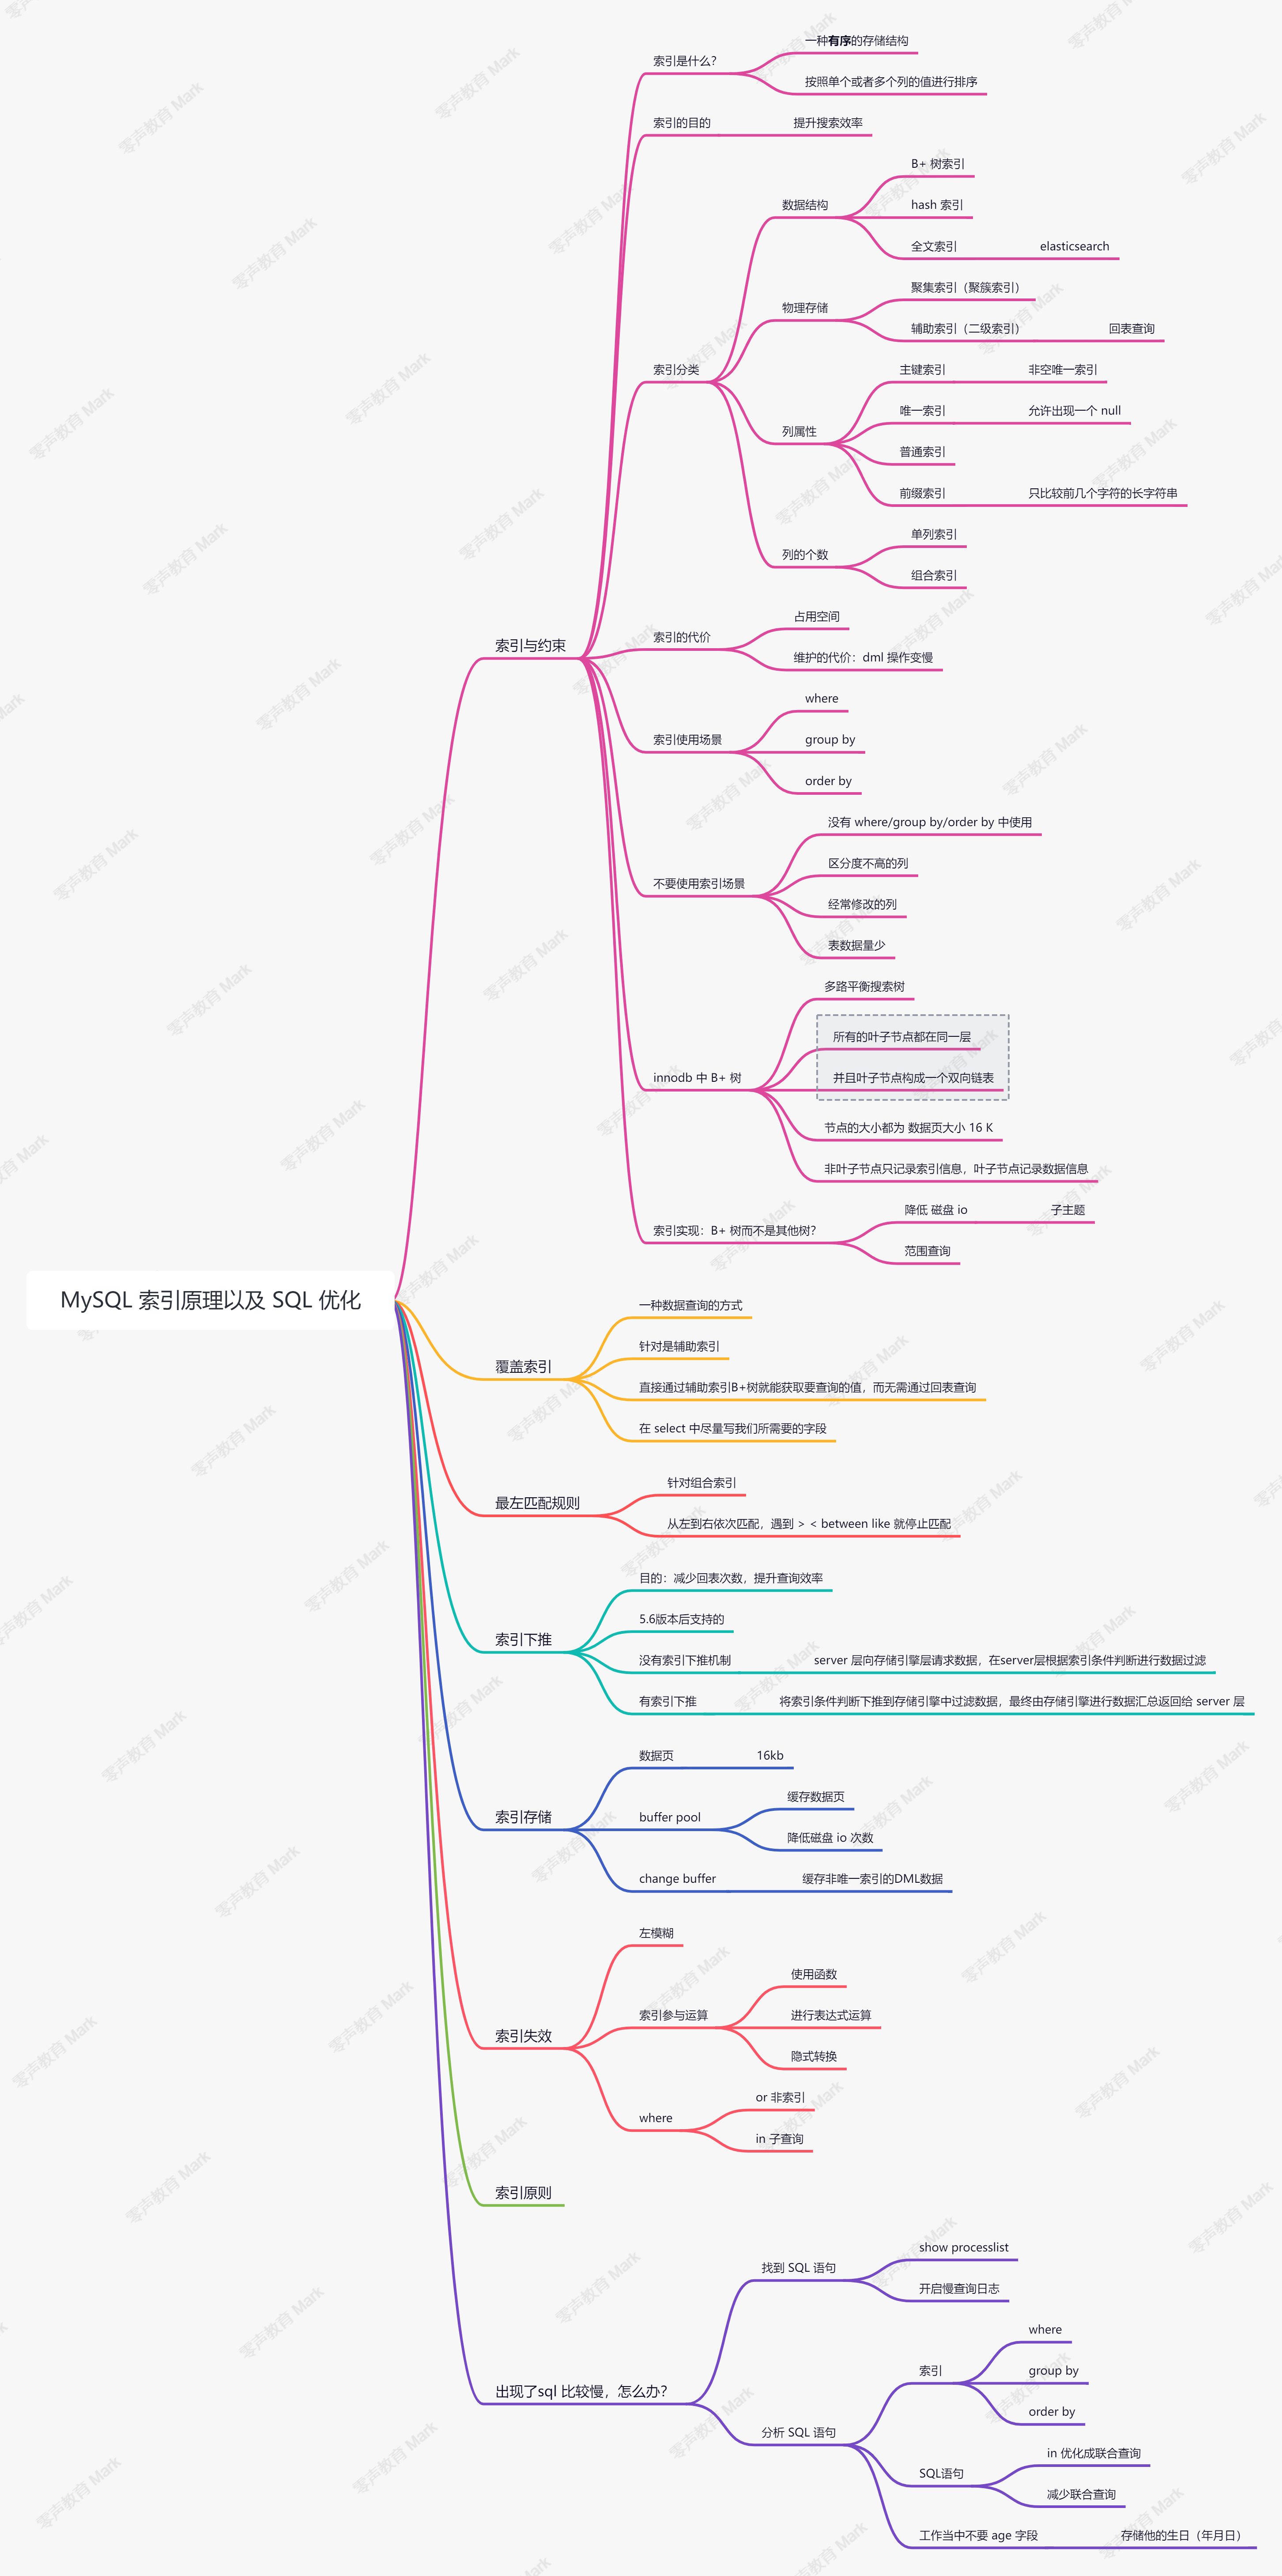 MySQL 索引原理以及 SQL 优化
索引与约束
索引是什么?
一种有序的存储结构
按照单个或者多个列的值进行排序
索引的目的
提升搜索效率
索引分类
数据结构
B+ 树索引
hash 索引
全文索引
elasticsearch
物理存储
聚集索引（聚簇索引）
辅助索引（二级索引）
回表查询
列属性
主键索引
非空唯一索引
唯一索引
允许出现一个 null
普通索引
前缀索引
只比较前几个字符的长字符串
列的个数
单列索引
组合索引
索引的代价
占用空间
维护的代价：dml 操作变慢
索引使用场景
where
group by
order by
不要使用索引场景
没有 where/group by/order by 中使用
区分度不高的列
经常修改的列
表数据量少
innodb 中 B+ 树
多路平衡搜索树
所有的叶子节点都在同一层
并且叶子节点构成一个双向链表
节点的大小都为 数据页大小 16 K
非叶子节点只记录索引信息，叶子节点记录数据信息
索引实现：B+ 树而不是其他树?
降低 磁盘 io
子主题
范围查询
覆盖索引
一种数据查询的方式
针对是辅助索引
直接通过辅助索引B+树就能获取要查询的值，而无需通过回表查询
在 select 中尽量写我们所需要的字段
最左匹配规则
针对组合索引
从左到右依次匹配，遇到 > < between like 就停止匹配
索引下推
目的：减少回表次数，提升查询效率
5.6版本后支持的
没有索引下推机制
server 层向存储引擎层请求数据，在server层根据索引条件判断进行数据过滤
有索引下推
将索引条件判断下推到存储引擎中过滤数据，最终由存储引擎进行数据汇总返回给 server 层
索引存储
数据页
16kb
buffer pool
缓存数据页
降低磁盘 io 次数
change buffer
缓存非唯一索引的DML数据
索引失效
左模糊
索引参与运算
使用函数
进行表达式运算
隐式转换
where
or 非索引
in 子查询
索引原则
出现了sql 比较慢，怎么办?
找到 SQL 语句
show processlist
开启慢查询日志
分析 SQL 语句
索引
where
group by
order by
SQL语句
in 优化成联合查询
减少联合查询
工作当中不要 age 字段
存储他的生日（年月日）
零声教育 Mark